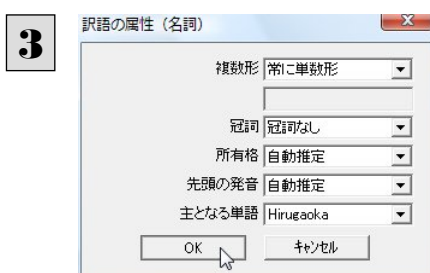 3
訳語の属性（名詞）
複数形 常に単数形
冠詞 冠詞なし
所有格 自動推定
先頭の発音 自動推定
主となる単語 Hirugaoka
OK キャンセル